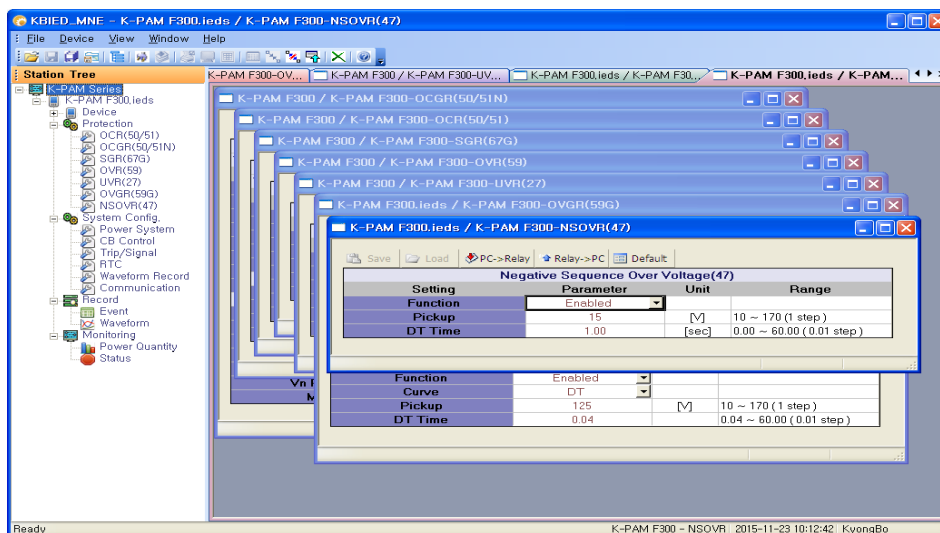 KBIED_MNE - K-PAM F300.ieds / K-PAM F300-NSOVR(47)
File Device View Window Help
Station Tree
K-PAM F300-OV... K-PAM F300 / K-PAM F300-UV... K-PAM F300.ieds / K-PAM F30... K-PAM F300.ieds / K-PAM...
K-PAM Series
K-PAM F300.ieds
Device
Protection
OCR(50/51)
OCGR(50/51N)
SGR(67G)
OVR(59)
UVR(27)
OVGR(59G)
NSOVR(47)
System Config.
Power System
CB Control
Trip/Signal
RTC
Waveform Record
Communication
Record
Event
Waveform
Monitoring
Power Quantity
Status
K-PAM F300 / K-PAM F300-OCGR(50/51N)
K-PAM F300 / K-PAM F300-OCR(50/51)
K-PAM F300 / K-PAM F300-SGR(67G)
K-PAM F300 / K-PAM F300-OVR(59)
K-PAM F300 / K-PAM F300-UVR(27)
K-PAM F300.ieds / K-PAM F300-OVGR(59G)
K-PAM F300.ieds / K-PAM F300-NSOVR(47)
Save Load PC->Relay Relay->PC Default
Negative Sequence Over Voltage(47)
Setting Parameter Unit Range
Function Enabled
Pickup 15 [V] 10 ~ 170 (1 step)
DT Time 1.00 [sec] 0.00 ~ 60.00 (0.01 step)
Vn
Function Enabled
Curve DT
Pickup 125 [V] 10 ~ 170 (1 step)
DT Time 0.04 0.04 ~ 60.00 (0.01 step)
Ready K-PAM F300 - NSOVR 2015-11-23 10:12:42 KyongBo